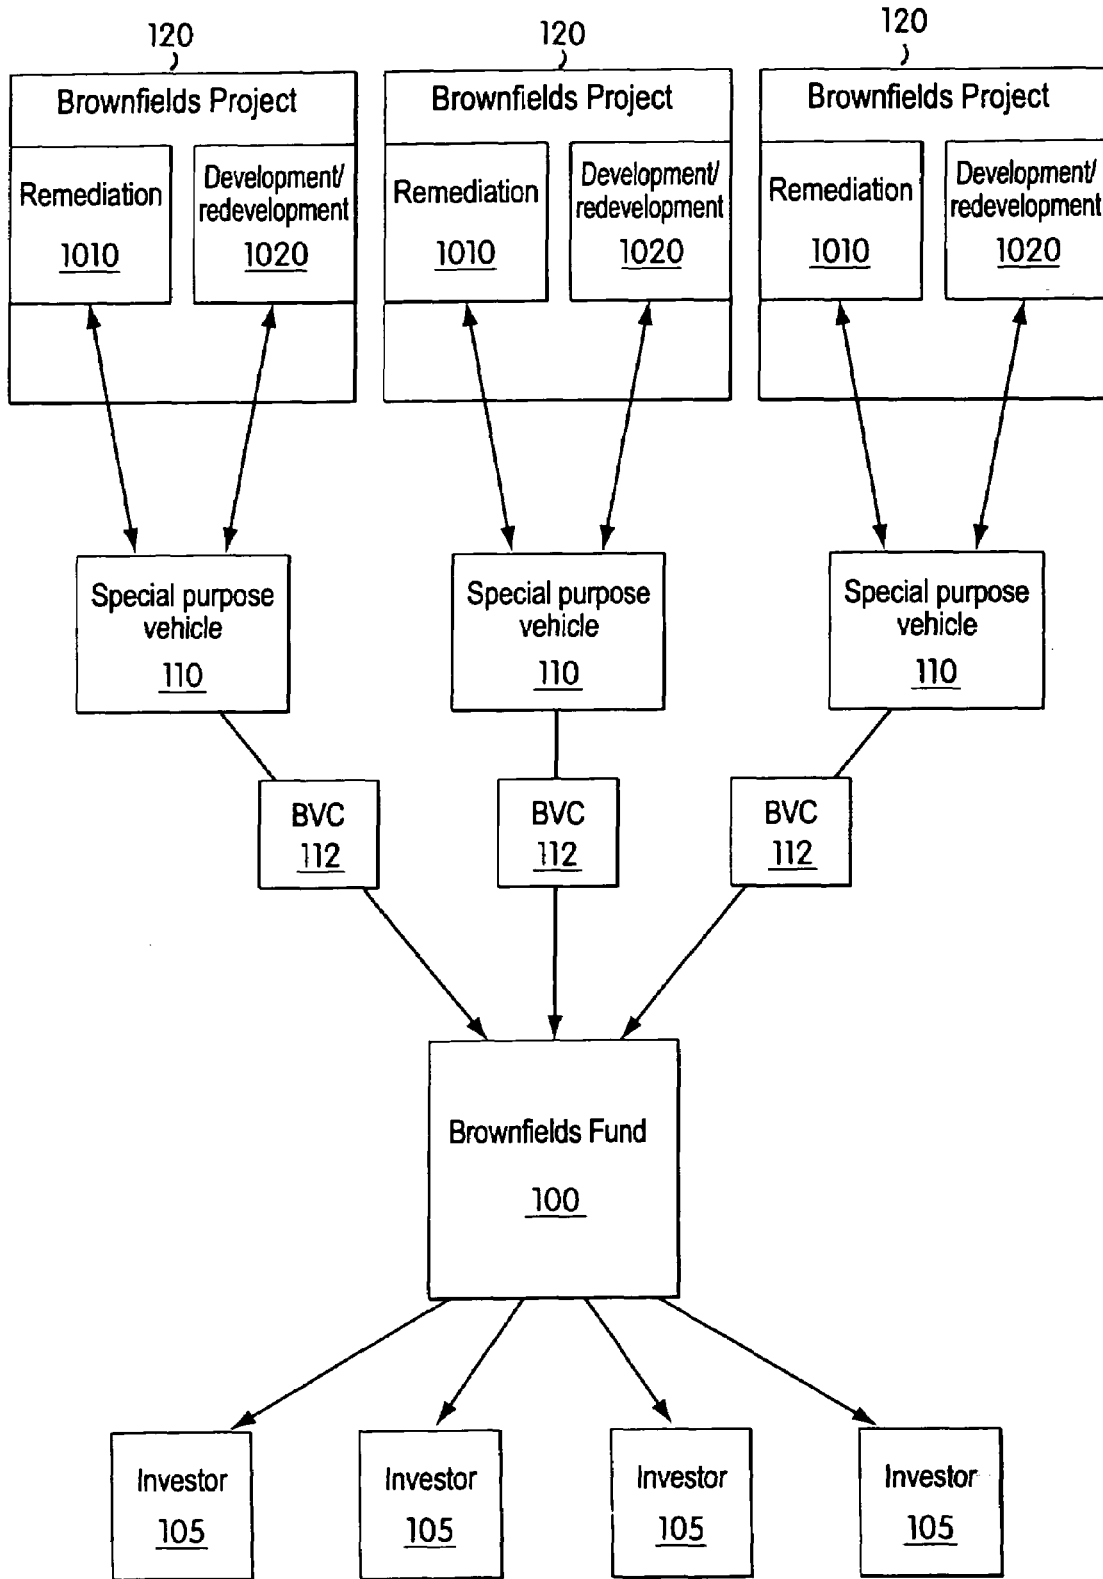 120
120
120
Brownfields Project
Brownfields Project
Brownfields Project
Remediation
1010
Development/
redevelopment
1020
Remediation
1010
Development/
redevelopment
1020
Remediation
1010
Development/
redevelopment
1020
Special purpose
vehicle
110
Special purpose
vehicle
110
Special purpose
vehicle
110
BVC
112
BVC
112
BVC
112
Brownfields Fund
100
Investor
105
Investor
105
Investor
105
Investor
105